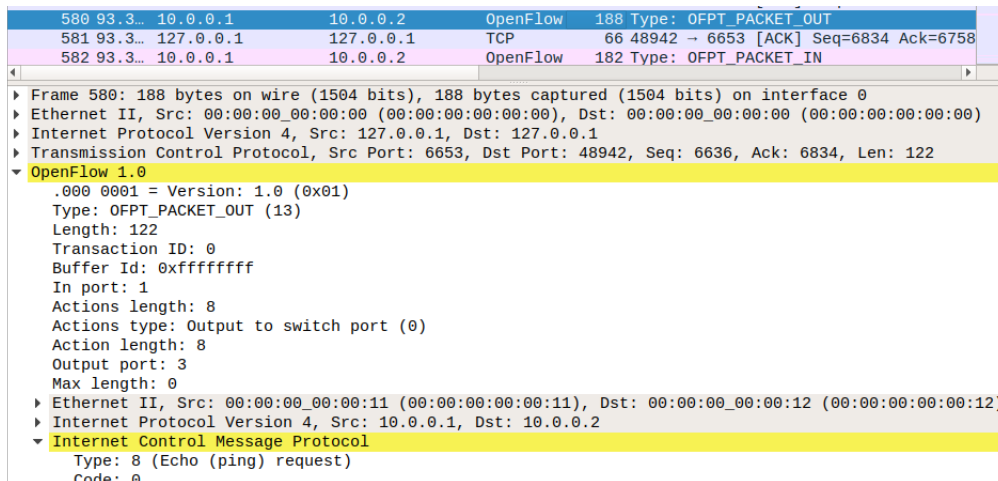 580 93.3… 10.0.0.1 10.0.0.2 OpenFlow 188 Type: OFPT_PACKET_OUT
581 93.3… 127.0.0.1 127.0.0.1 TCP 66 48942 → 6653 [ACK] Seq=6834 Ack=6758
582 93.3… 10.0.0.1 10.0.0.2 OpenFlow 182 Type: OFPT_PACKET_IN
Frame 580: 188 bytes on wire (1504 bits), 188 bytes captured (1504 bits) on interface 0
Ethernet II, Src: 00:00:00_00:00:00 (00:00:00:00:00:00), Dst: 00:00:00_00:00:00 (00:00:00:00:00:00)
Internet Protocol Version 4, Src: 127.0.0.1, Dst: 127.0.0.1
Transmission Control Protocol, Src Port: 6653, Dst Port: 48942, Seq: 6636, Ack: 6834, Len: 122
OpenFlow 1.0
.000 0001 = Version: 1.0 (0x01)
Type: OFPT_PACKET_OUT (13)
Length: 122
Transaction ID: 0
Buffer Id: 0xffffffff
In port: 1
Actions length: 8
Actions type: Output to switch port (0)
Action length: 8
Output port: 3
Max length: 0
Ethernet II, Src: 00:00:00_00:00:11 (00:00:00:00:00:11), Dst: 00:00:00_00:00:12 (00:00:00:00:00:12)
Internet Protocol Version 4, Src: 10.0.0.1, Dst: 10.0.0.2
Internet Control Message Protocol
Type: 8 (Echo (ping) request)
Code: 0